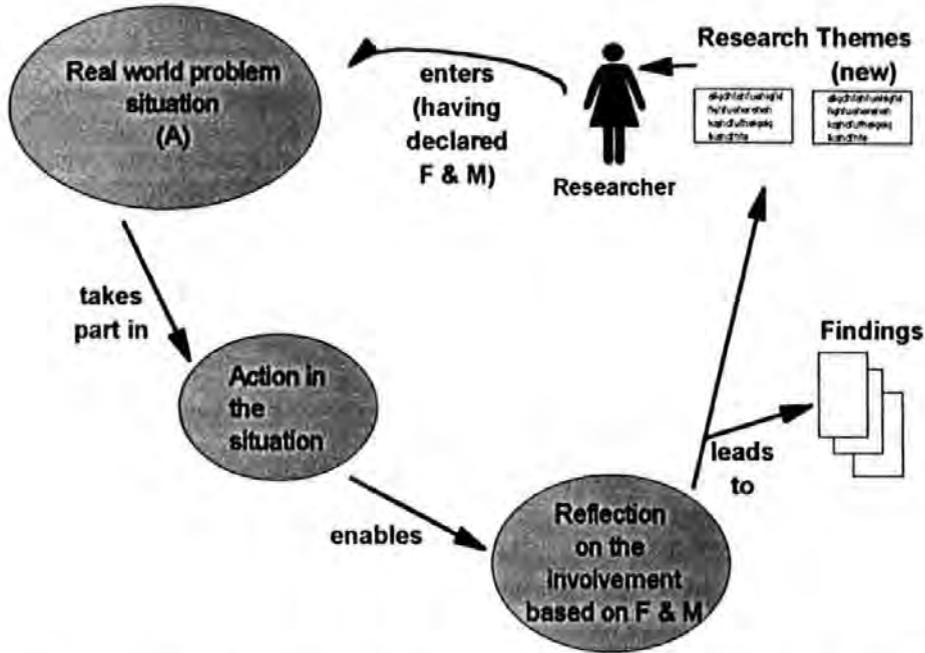 Real world problem
situation
(A)
enters
(having
declared
F & M)
Researcher
Research Themes
(new)
takes
part in
Action in
the
situation
enables
Reflection
on the
involvement
based on F & M
leads
to
Findings